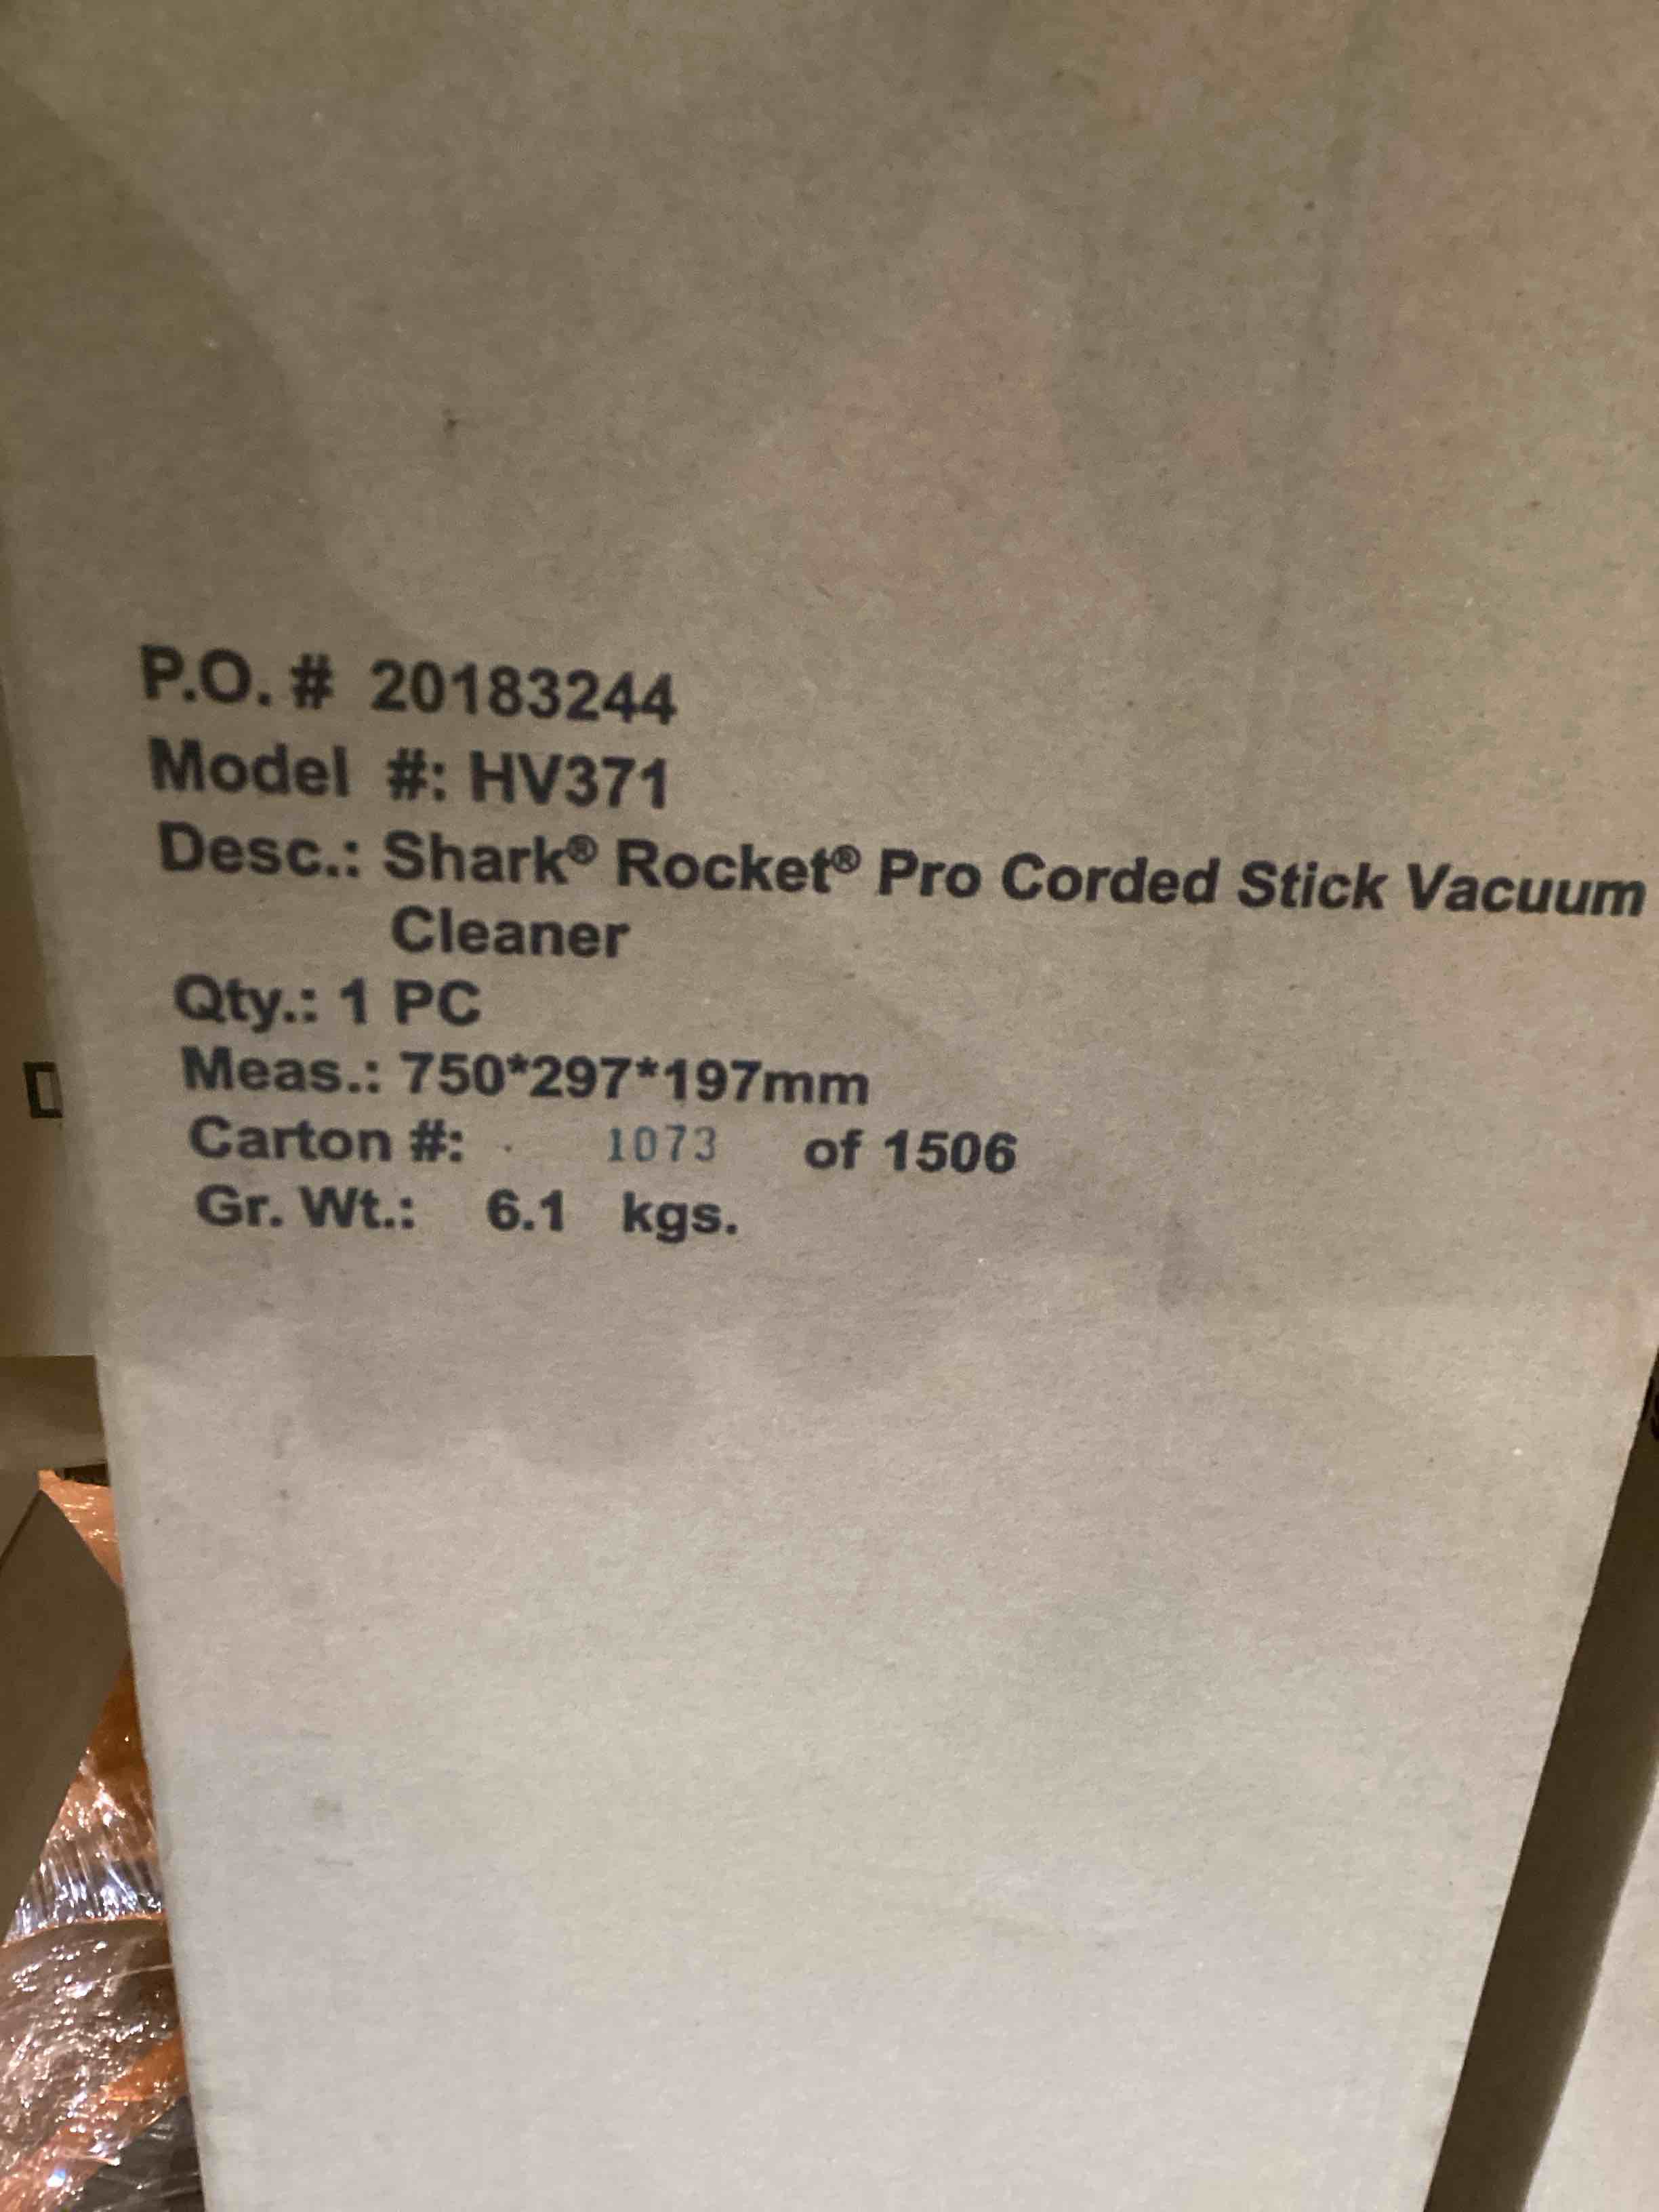 P.O. # 20183244
Model #: HV371
Desc.: Shark® Rocket® Pro Corded Stick Vacuum
Cleaner
Qty.: 1 PC
Meas.: 750*297*197mm
Carton #: 1073 of 1506
Gr. Wt.: 6.1 kgs.